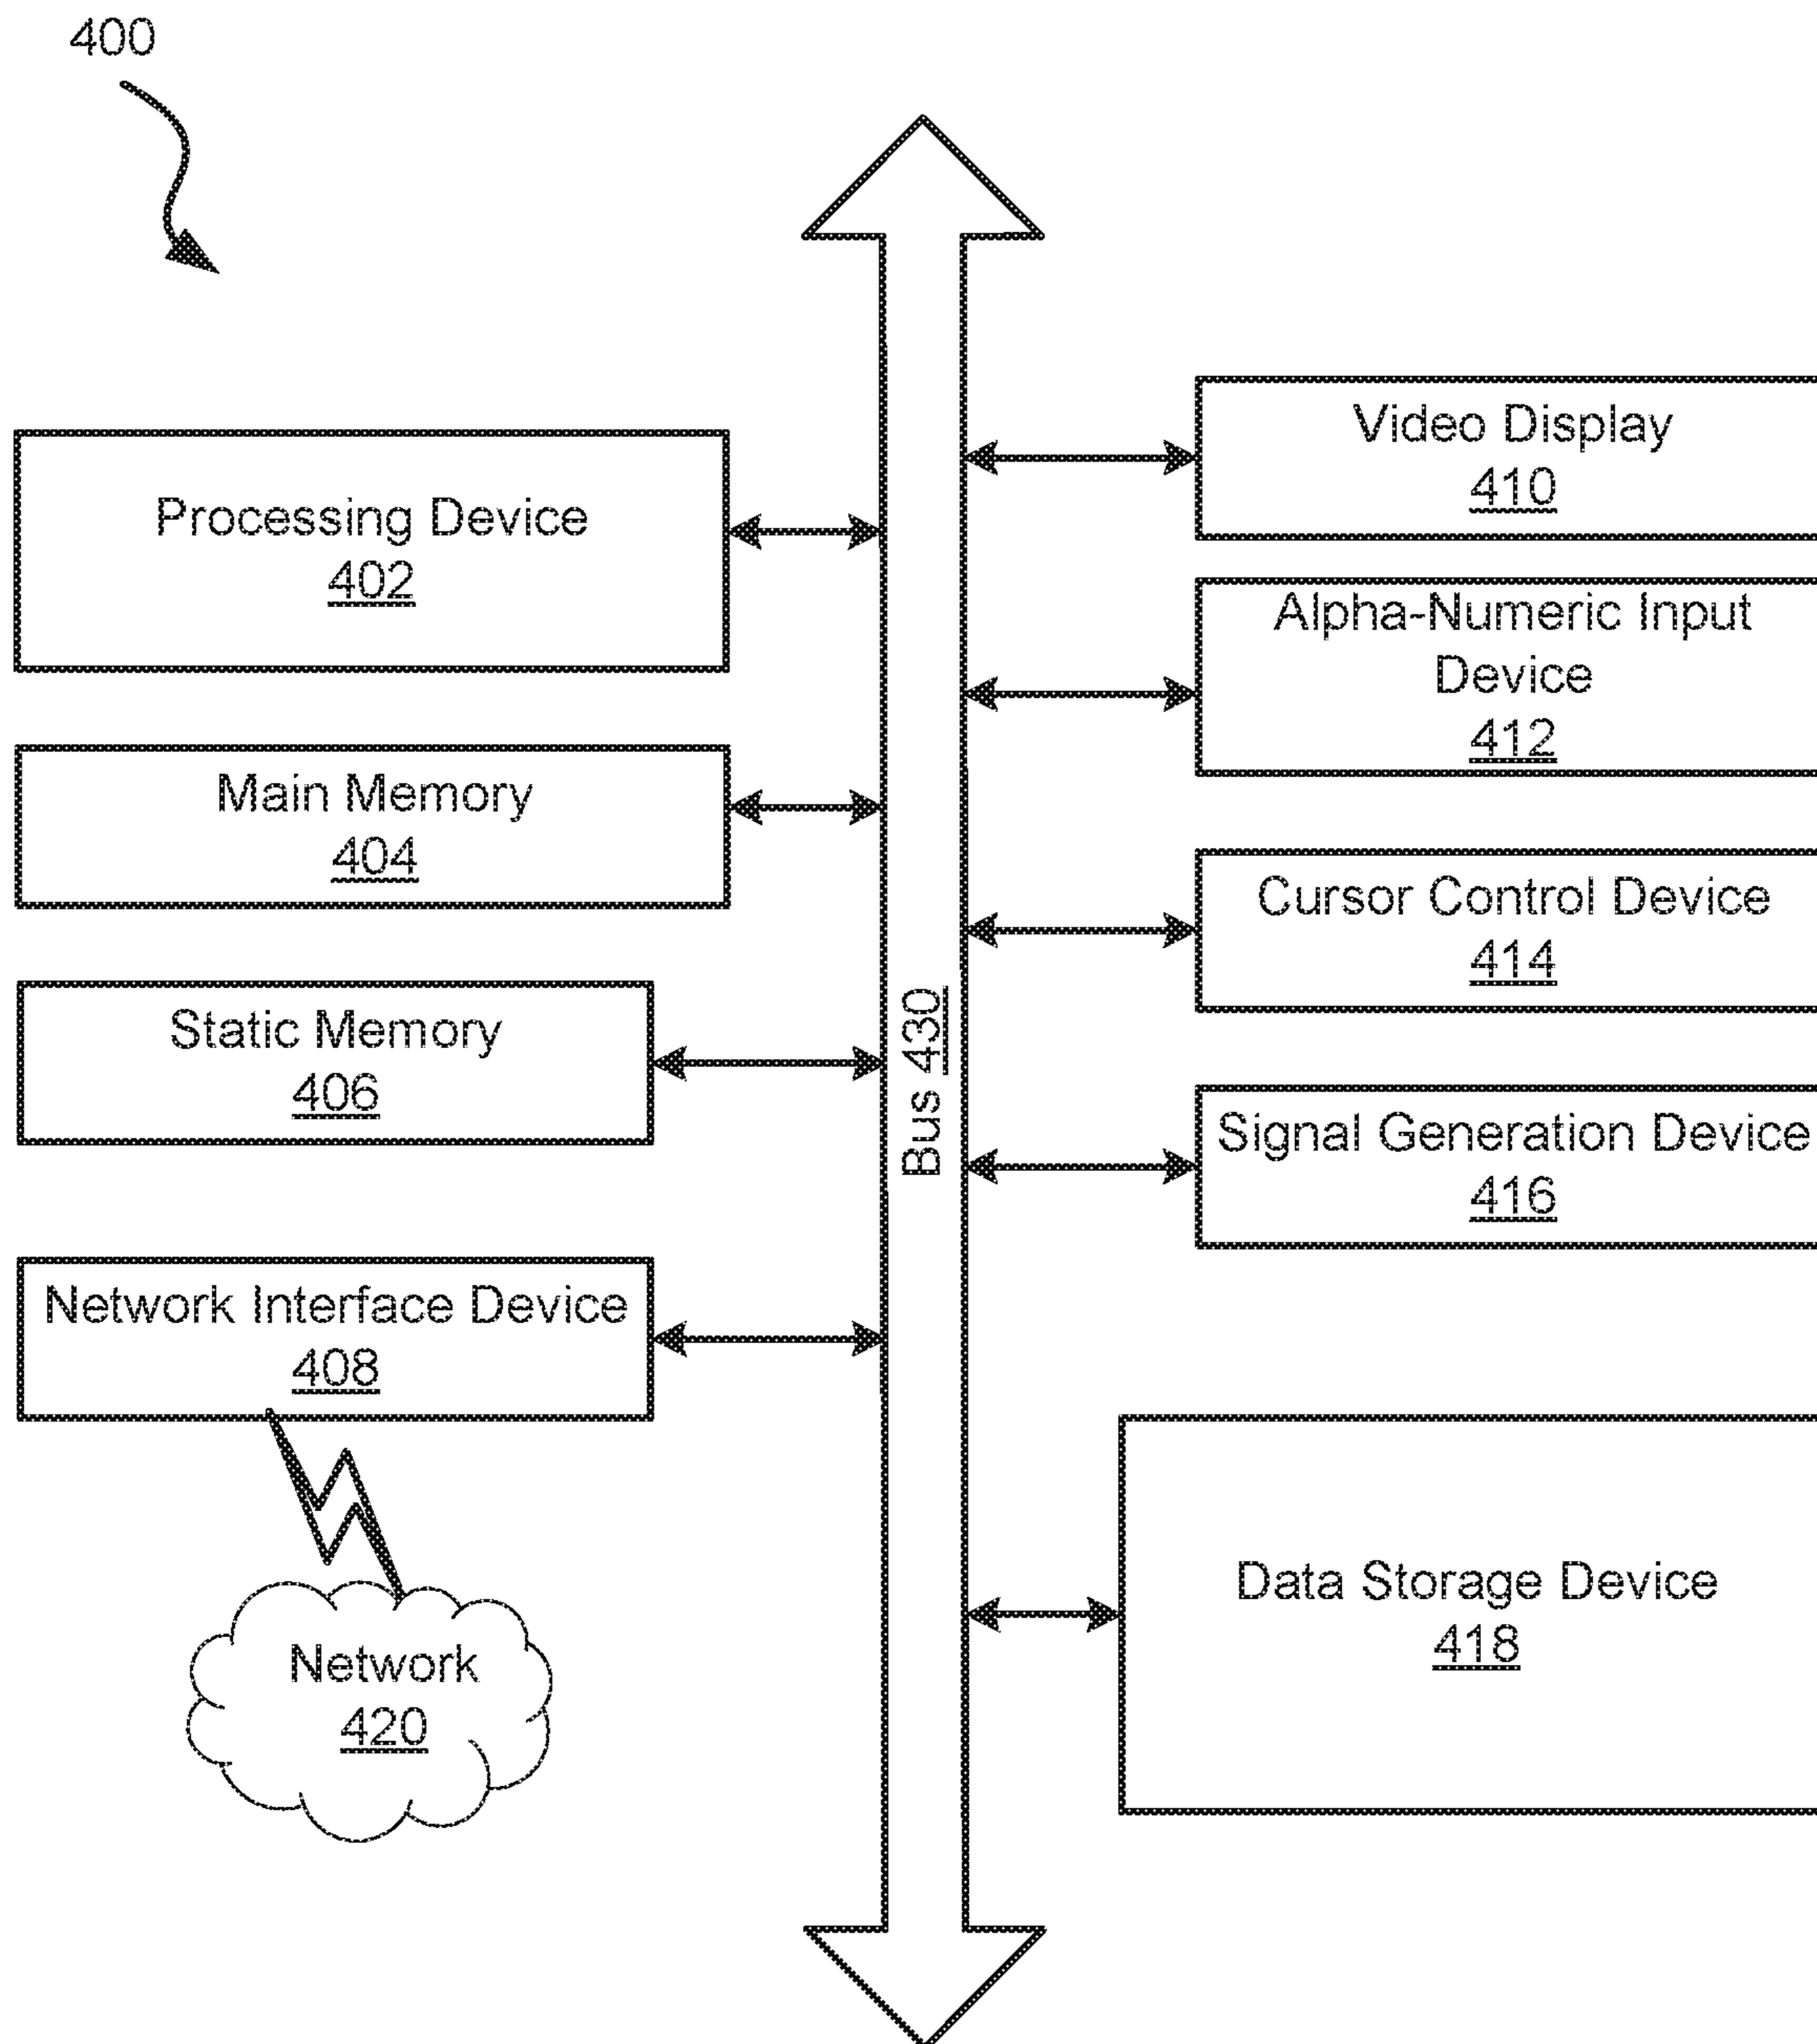 400
Processing Device
402
Main Memory
404
Static Memory
406
Network Interface Device
408
Network
420
Bus 430
Video Display
410
Alpha-Numeric Input
Device
412
Cursor Control Device
414
Signal Generation Device
416
Data Storage Device
418